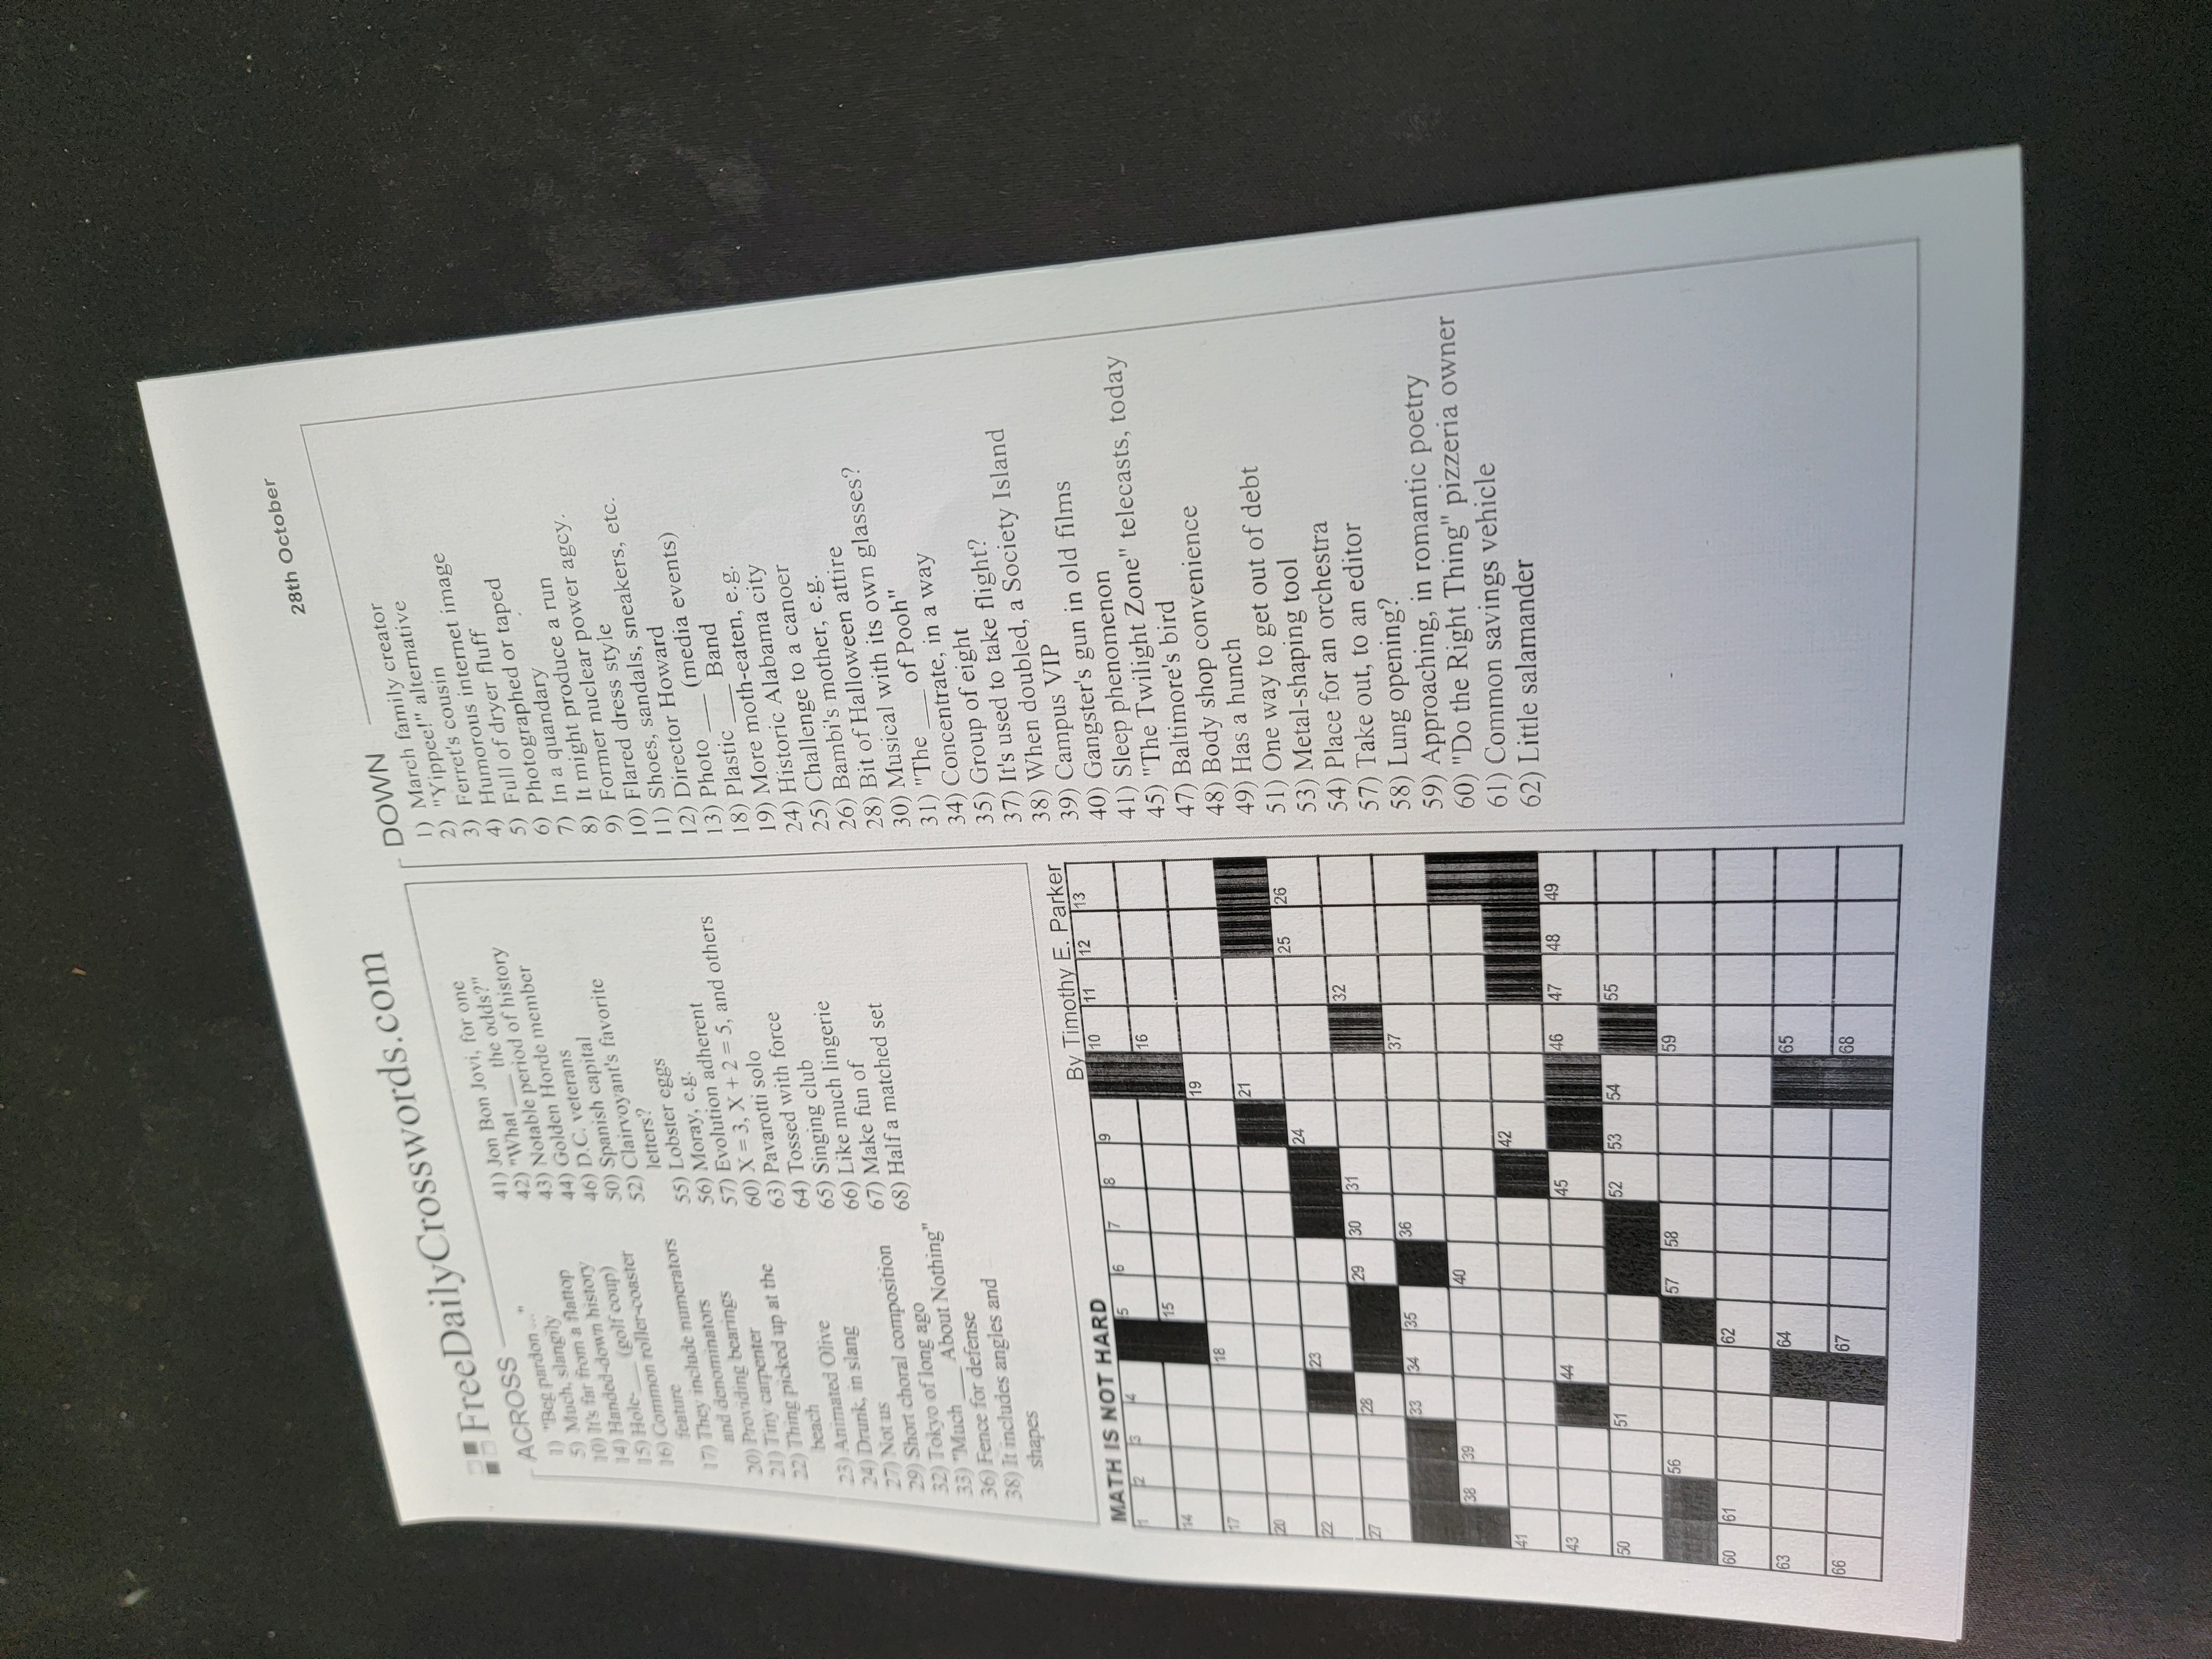 28th October
FreeDailyCrosswords.com
ACROSS
1) "Beg pardon ..."
5) Much, slangily
10) It's far from a flattop
14) Handed-down history
15) Hole-___ (golf coup)
16) Common roller-coaster
feature
17) They include numerators
and denominators
20) Providing bearings
21) Tiny carpenter
22) Thing picked up at the
beach
23) Animated Olive
24) Drunk, in slang
27) Not us
29) Short choral composition
32) Tokyo of long ago
33) "Much ___ About Nothing"
36) Fence for defense
38) It includes angles and
shapes
41) Jon Bon Jovi, for one
42) "What ___ the odds?"
43) Notable period of history
44) Golden Horde member
46) D.C. veterans
50) Spanish capital
52) Clairvoyant's favorite
letters?
55) Lobster eggs
56) Moray, e.g.
57) Evolution adherent
60) X = 3, X + 2 = 5, and others
63) Pavarotti solo
64) Tossed with force
65) Singing club
66) Like much lingerie
67) Make fun of
68) Half a matched set
DOWN
1) March family creator
2) "Yippee!" alternative
3) Ferret's cousin
4) Humorous internet image
5) Full of dryer fluff
6) Photographed or taped
7) In a quandary
8) It might produce a run
9) Former nuclear power agcy.
10) Flared dress style
11) Shoes, sandals, sneakers, etc.
12) Director Howard
13) Photo ___ (media events)
18) Plastic ___ Band
19) More moth-eaten, e.g.
24) Historic Alabama city
25) Challenge to a canoer
26) Bambi's mother, e.g.
28) Bit of Halloween attire
30) Musical with its own glasses?
31) "The ___ of Pooh"
34) Concentrate, in a way
35) Group of eight
37) It's used to take flight?
38) When doubled, a Society Island
39) Campus VIP
40) Gangster's gun in old films
41) Sleep phenomenon
45) "The Twilight Zone" telecasts, today
47) Baltimore's bird
48) Body shop convenience
49) Has a hunch
51) One way to get out of debt
53) Metal-shaping tool
54) Place for an orchestra
57) Take out, to an editor
58) Lung opening?
59) Approaching, in romantic poetry
60) "Do the Right Thing" pizzeria owner
61) Common savings vehicle
62) Little salamander
MATH IS NOT HARD
By Timothy E. Parker
1 2 3 4 5 6 7 8 9 10 11 12 13
14 15 16
17 18 19
20 21
22 23 24 25 26
27 28 29 30 31 32
33 34 35 36 37
38 39 40
41 42
43 44 45 46 47 48 49
50 51 52 53 54 55
56 57 58 59
60 61 62
63 64 65
66 67 68